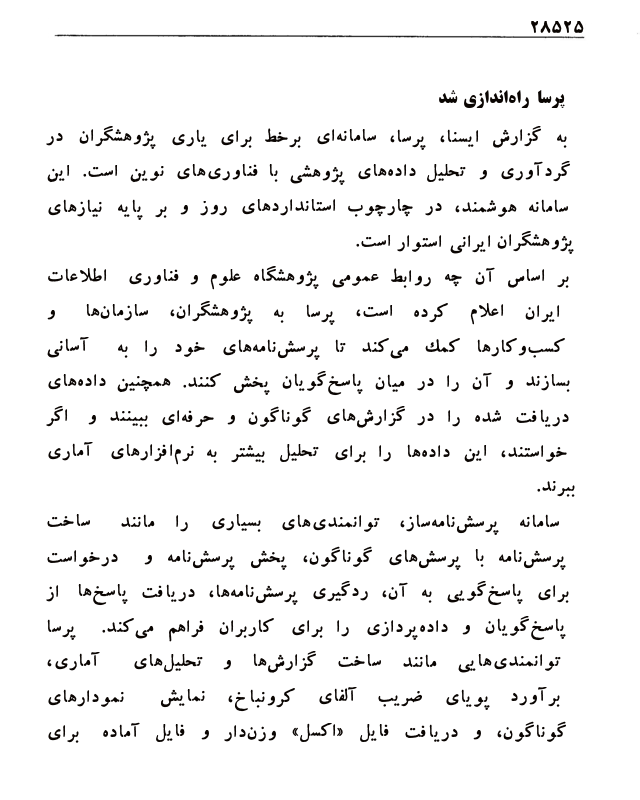 ۲۸۵۲۵
پرسا راه‌اندازی شد
به گزارش ایسنا، پرسا، سامانه‌ای برخط برای یاری پژوهشگران در
گردآوری و تحلیل داده‌های پژوهشی با فناوری‌های نوین است. این
سامانه هوشمند، در چارچوب استانداردهای روز و بر پایه نیازهای
پژوهشگران ایرانی استوار است.
بر اساس آن چه روابط عمومی پژوهشگاه علوم و فناوری اطلاعات
ایران اعلام کرده است، پرسا به پژوهشگران، سازمان‌ها و
کسب‌وکارها کمك می‌کند تا پرسش‌نامه‌های خود را به آسانی
بسازند و آن را در میان پاسخ‌گویان پخش کنند. همچنین داده‌های
دریافت شده را در گزارش‌های گوناگون و حرفه‌ای ببینند و اگر
خواستند، این داده‌ها را برای تحلیل بیشتر به نرم‌افزارهای آماری
ببرند.
سامانه پرسش‌نامه‌ساز، توانمندی‌های بسیاری را مانند ساخت
پرسش‌نامه با پرسش‌های گوناگون، پخش پرسش‌نامه و درخواست
برای پاسخ‌گویی به آن، ردگیری پرسش‌نامه‌ها، دریافت پاسخ‌ها از
پاسخ‌گویان و داده‌پردازی را برای کاربران فراهم می‌کند. پرسا
توانمندی‌هایی مانند ساخت گزارش‌ها و تحلیل‌های آماری،
برآورد پویای ضریب آلفای کرونباخ، نمایش نمودارهای
گوناگون، و دریافت فایل «اکسل» وزن‌دار و فایل آماده برای